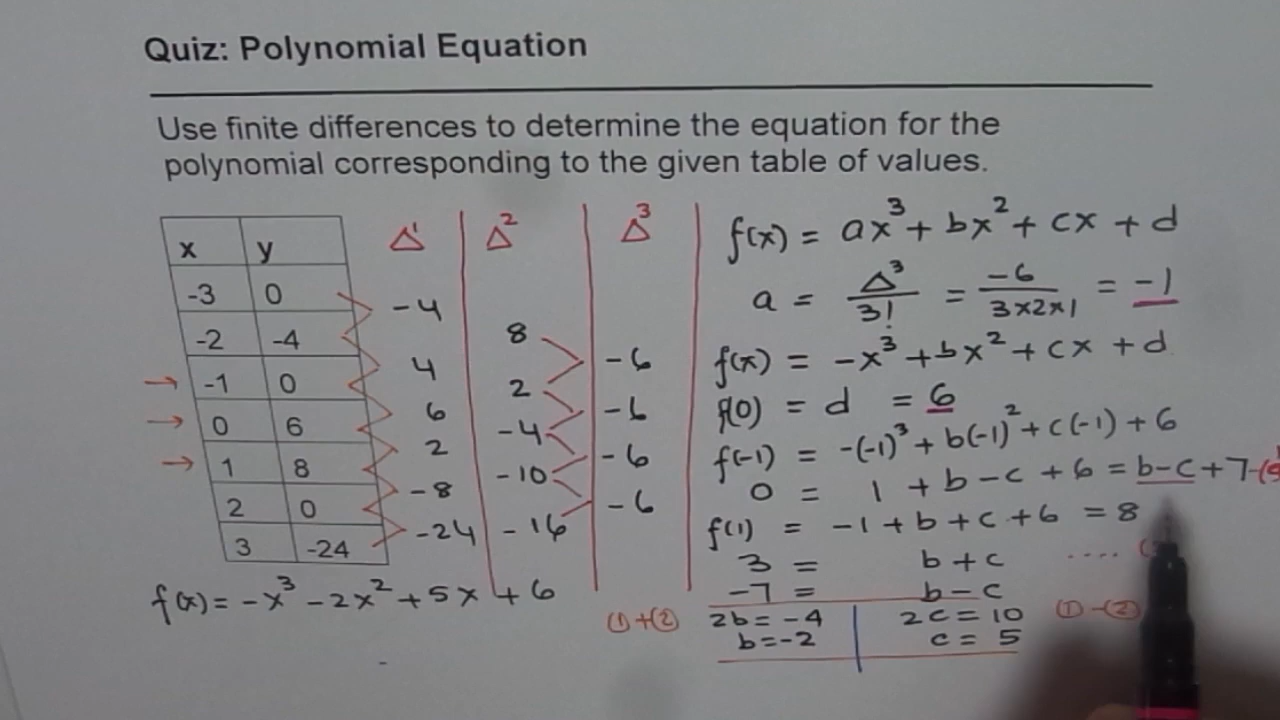 Quiz: Polynomial Equation
Use finite differences to determine the equation for the
polynomial corresponding to the given table of values.
x y Δ¹ Δ² Δ³
-3 0
-2 -4
→ -1 0
→ 0 6
→ 1 8
2 0
3 -24
-4
4
6
2
-8
-24
8
2
-4
-10
-16
-6
-6
-6
-6
f(x) = -x³ - 2x² + 5x + 6
f(x) = ax³ + bx² + cx + d
a = Δ³/3! = -6/3×2×1 = -1
f(x) = -x³ + bx² + cx + d
f(0) = d = 6
f(-1) = -(-1)³ + b(-1)² + c(-1) + 6
0 = 1 + b - c + 6 = b-c + 7
f(1) = -1 + b + c + 6 = 8
3 = b + c ....
-7 = b - c
①+② 2b = -4 2c = 10 ①-②
b = -2 c = 5